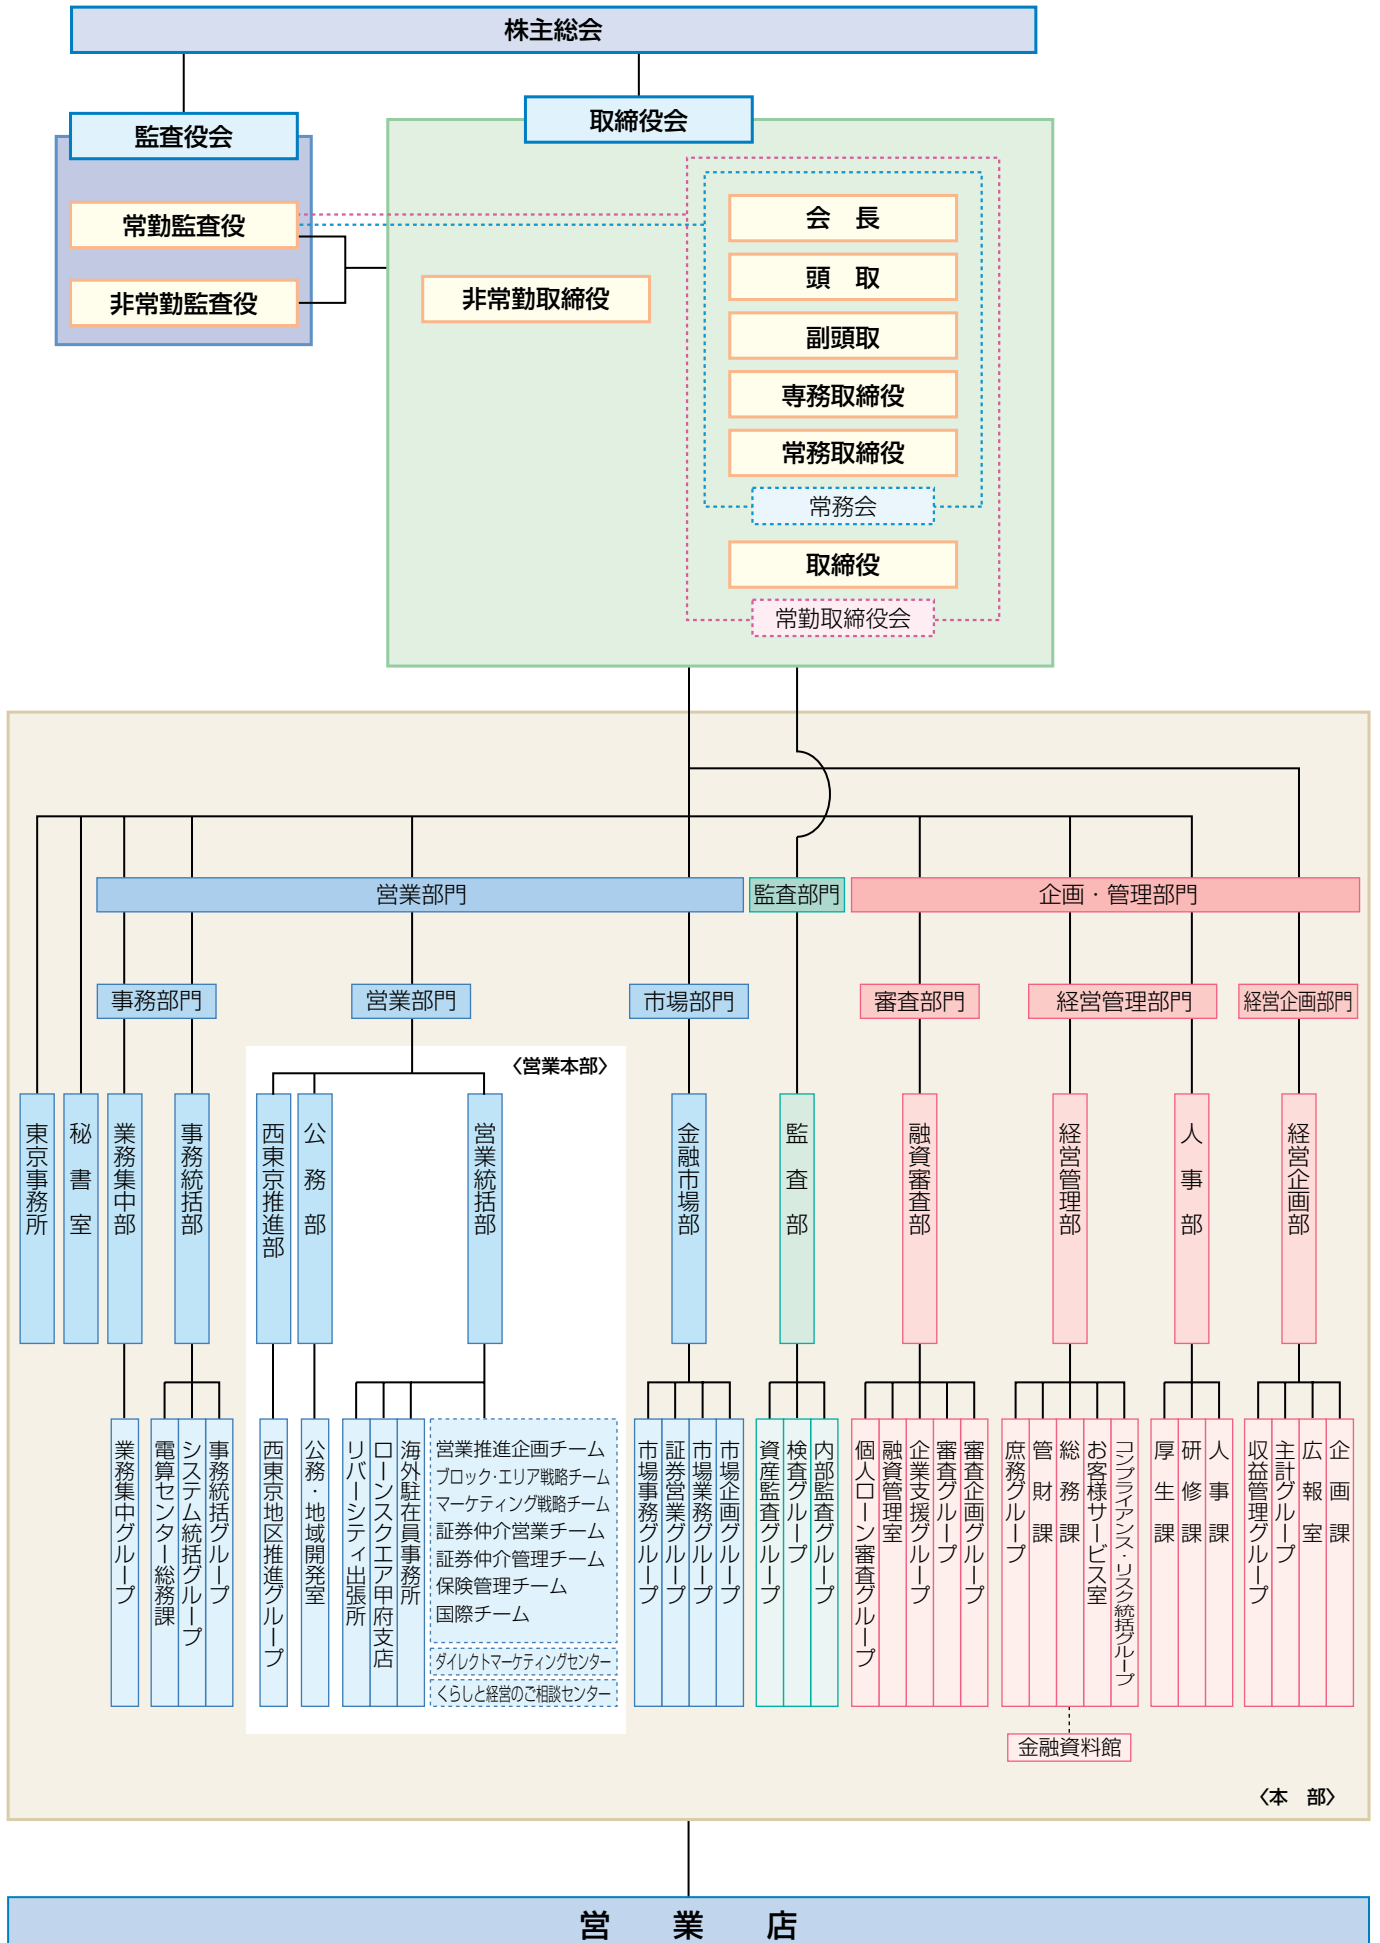 株主総会
監査役会
取締役会
常勤監査役
非常勤監査役
非常勤取締役
会　長
頭　取
副頭取
専務取締役
常務取締役
常務会
取締役
常勤取締役会
営業部門
監査部門
企画・管理部門
事務部門
営業部門
市場部門
審査部門
経営管理部門
経営企画部門
〈営業本部〉
東京事務所
秘　書　室
業務集中部
事務統括部
西東京推進部
公　務　部
営業統括部
金融市場部
監　査　部
融資審査部
経営管理部
人　事　部
経営企画部
業務集中グループ
電算センター総務課
システム統括グループ
事務統括グループ
西東京地区推進グループ
公務・地域開発室
リバーシティ出張所
ローンスクエア甲府支店
海外駐在員事務所
営業推進企画チーム
ブロック・エリア戦略チーム
マーケティング戦略チーム
証券仲介営業チーム
証券仲介管理チーム
保険管理チーム
国際チーム
ダイレクトマーケティングセンター
くらしと経営のご相談センター
市場事務グループ
証券営業グループ
市場業務グループ
市場企画グループ
資産監査グループ
検査グループ
内部監査グループ
個人ローン審査グループ
融資管理室
企業支援グループ
審査グループ
審査企画グループ
庶務グループ
管　財　課
総　務　課
お客様サービス室
コンプライアンス・リスク統括グループ
厚　生　課
研　修　課
人　事　課
収益管理グループ
主計グループ
広　報　室
企　画　課
金融資料館
〈本　部〉
営　業　店